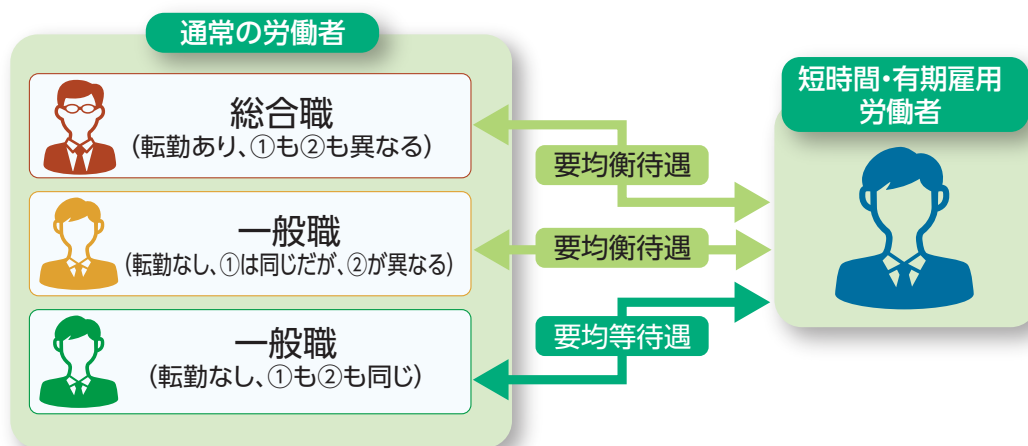 通常の労働者
総合職
(転勤あり、①も②も異なる)
要均衡待遇
一般職
(転勤なし、①は同じだが、②が異なる)
要均衡待遇
一般職
(転勤なし、①も②も同じ)
要均等待遇
短時間・有期雇用
労働者